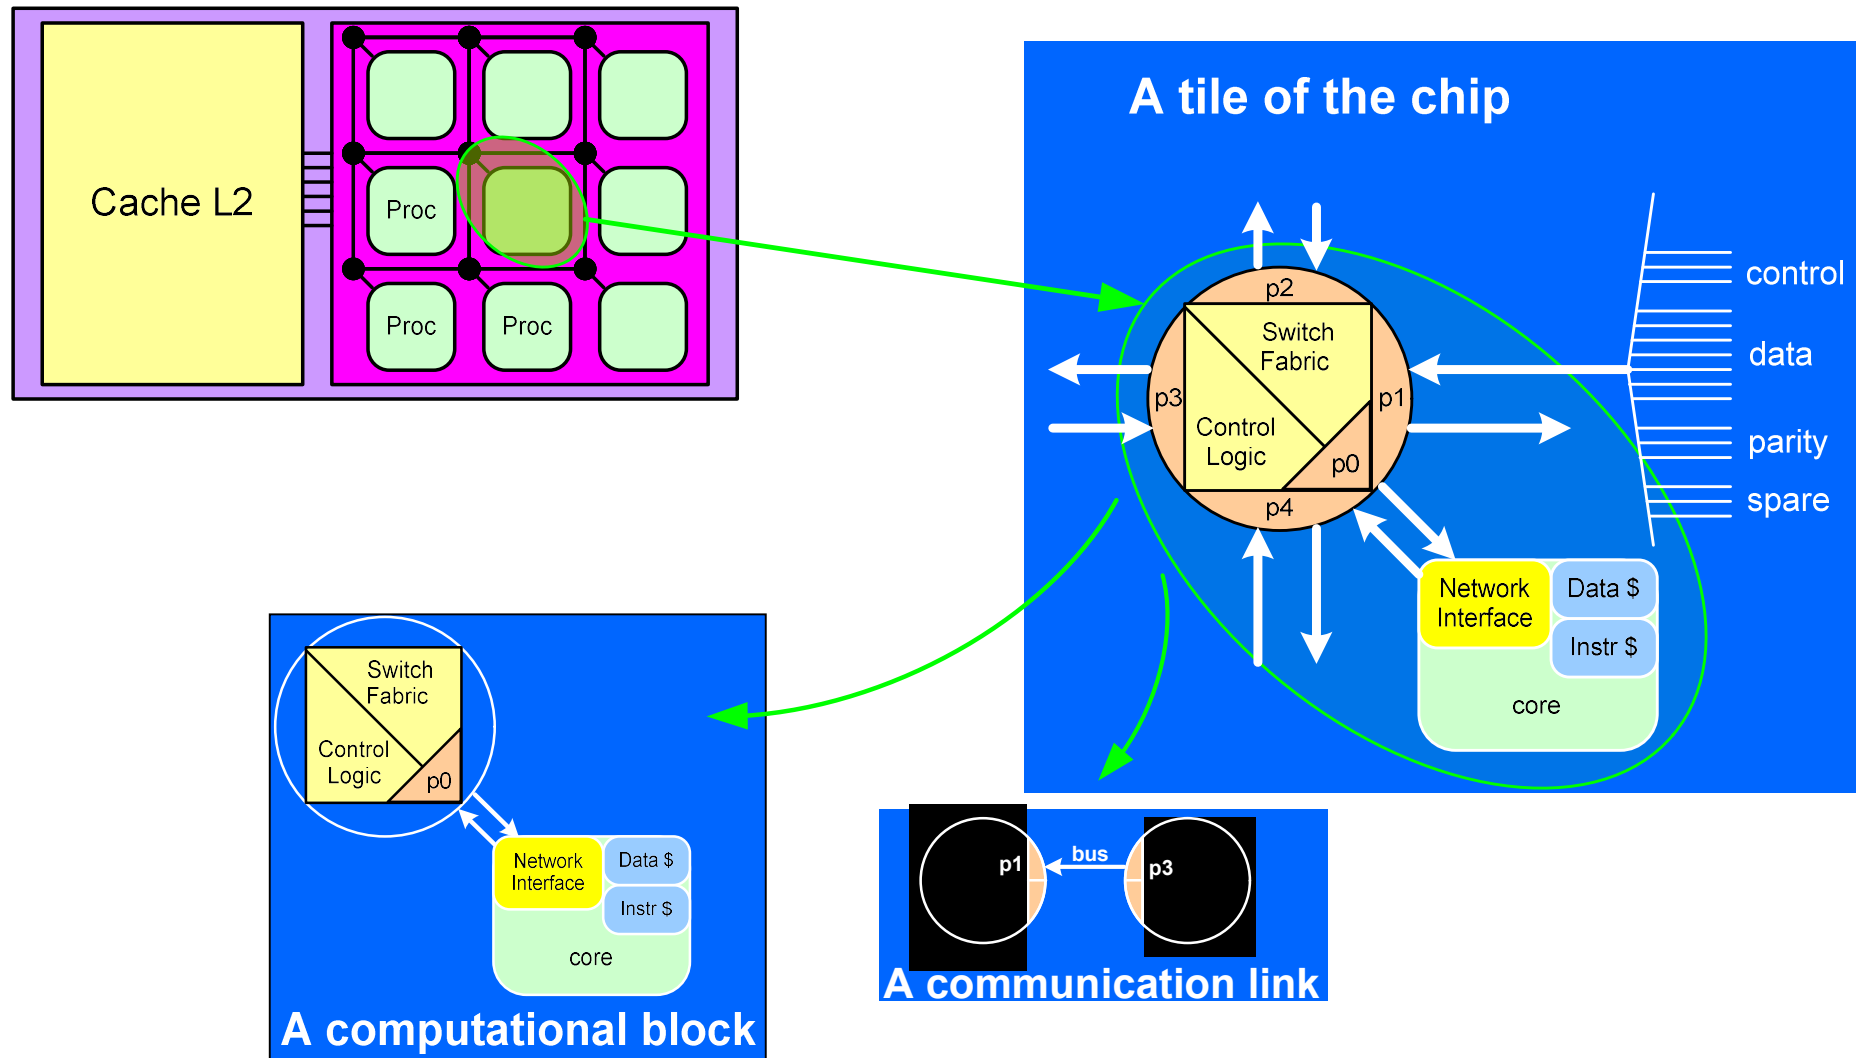 Cache L2
Proc
Proc
Proc
A tile of the chip
p2
Switch
Fabric
p3
p1
Control
Logic
p0
p4
control
data
parity
spare
Network
Interface
Data $
Instr $
core
Switch
Fabric
Control
Logic
p0
Network
Interface
Data $
Instr $
core
A computational block
p1
bus
p3
A communication link